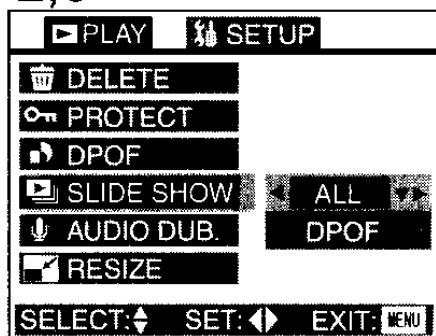 PLAY SETUP
DELETE
PROTECT
DPOF
SLIDE SHOW ALL
AUDIO DUB. DPOF
RESIZE
SELECT: SET: EXIT: MENU